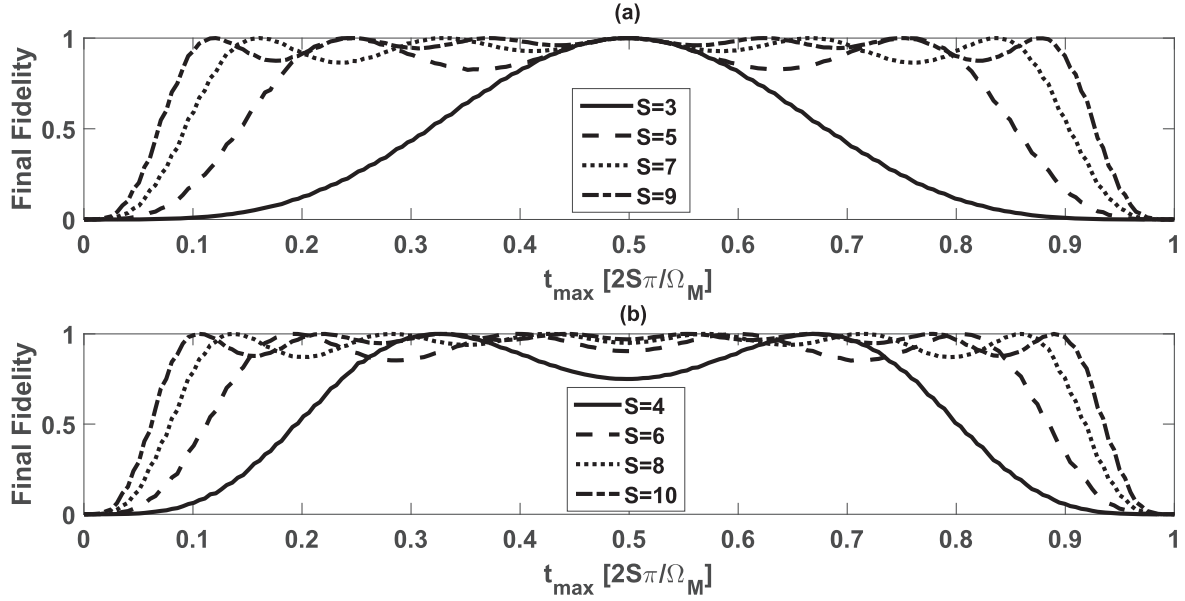 (a)
Final Fidelity
1
0.5
0
S=3
S=5
S=7
S=9
0 0.1 0.2 0.3 0.4 0.5 0.6 0.7 0.8 0.9 1
t_max [2Sπ/Ω_M]
(b)
Final Fidelity
1
0.5
0
S=4
S=6
S=8
S=10
0 0.1 0.2 0.3 0.4 0.5 0.6 0.7 0.8 0.9 1
t_max [2Sπ/Ω_M]